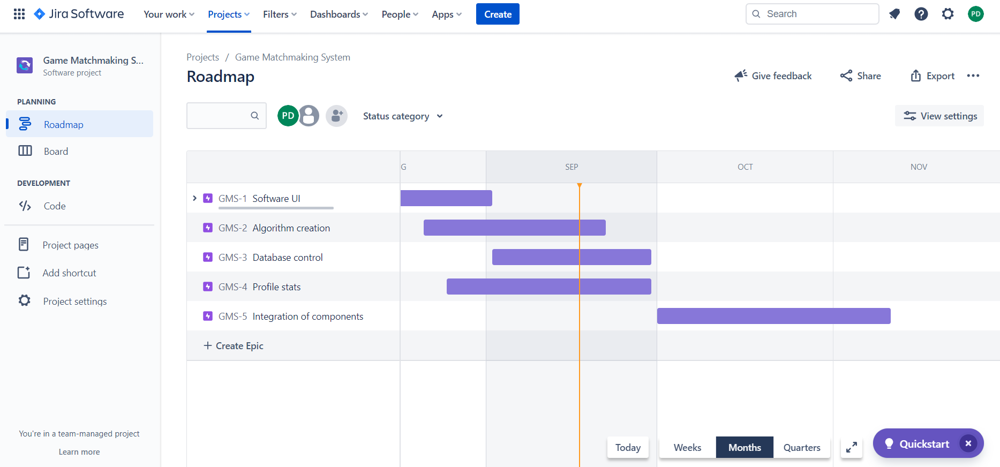 Jira Software Your work Projects Filters Dashboards People Apps Create Search PD
Game Matchmaking S...
Software project
PLANNING
Roadmap
Board
DEVELOPMENT
Code
Project pages
Add shortcut
Project settings
You're in a team-managed project
Learn more
Projects / Game Matchmaking System
Roadmap
Give feedback Share Export
PD Status category View settings
G SEP OCT NOV
GMS-1 Software UI
GMS-2 Algorithm creation
GMS-3 Database control
GMS-4 Profile stats
GMS-5 Integration of components
+ Create Epic
Today Weeks Months Quarters Quickstart